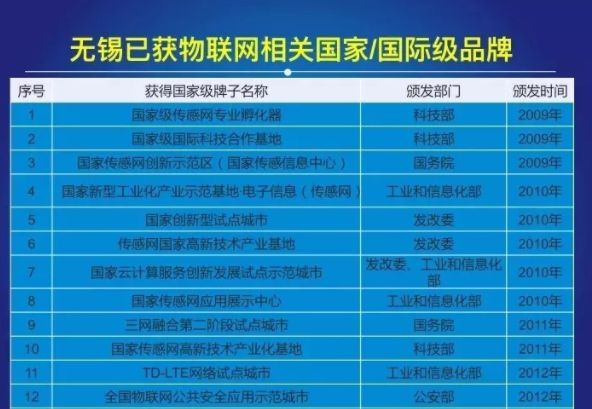 无锡已获物联网相关国家/国际级品牌
序号 获得国家级牌子名称 颁发部门 颁发时间
1 国家级传感网专业孵化器 科技部 2009年
2 国家级国际科技合作基地 科技部 2009年
3 国家传感网创新示范区（国家传感信息中心） 国务院 2009年
4 国家新型工业化产业示范基地·电子信息（传感网） 工业和信息化部 2010年
5 国家创新型试点城市 发改委 2010年
6 传感网国家高新技术产业基地 发改委 2010年
7 国家云计算服务创新发展试点示范城市 发改委、工业和信息化部 2010年
8 国家传感网应用展示中心 工业和信息化部 2010年
9 三网融合第二阶段试点城市 国务院 2011年
10 国家传感网高新技术产业化基地 科技部 2011年
11 TD-LTE网络试点城市 工业和信息化部 2012年
12 全国物联网公共安全应用示范城市 公安部 2012年